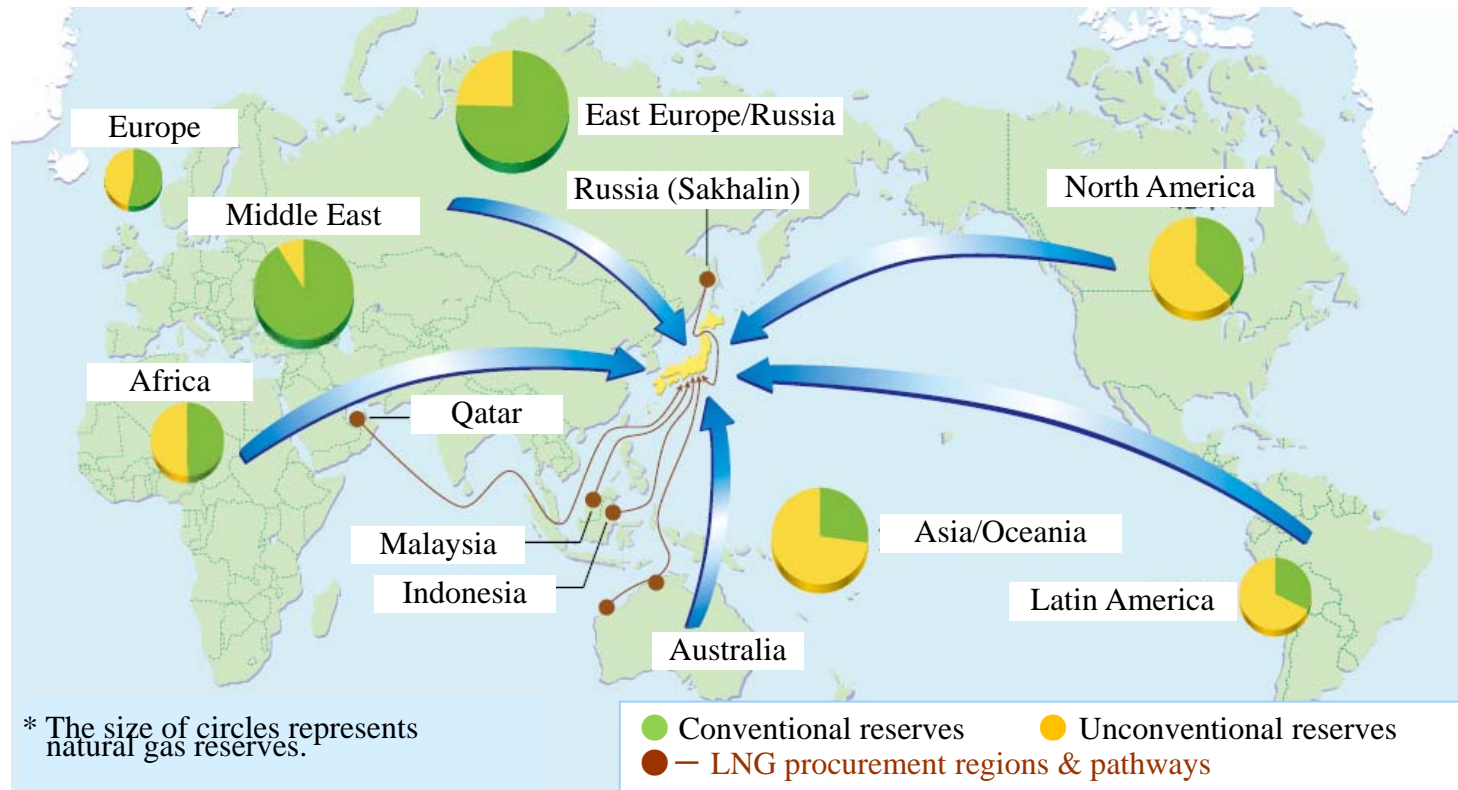 Europe
East Europe/Russia
Russia (Sakhalin)
North America
Middle East
Africa
Qatar
Malaysia
Asia/Oceania
Indonesia
Latin America
Australia
* The size of circles represents
natural gas reserves.
Conventional reserves
Unconventional reserves
LNG procurement regions & pathways